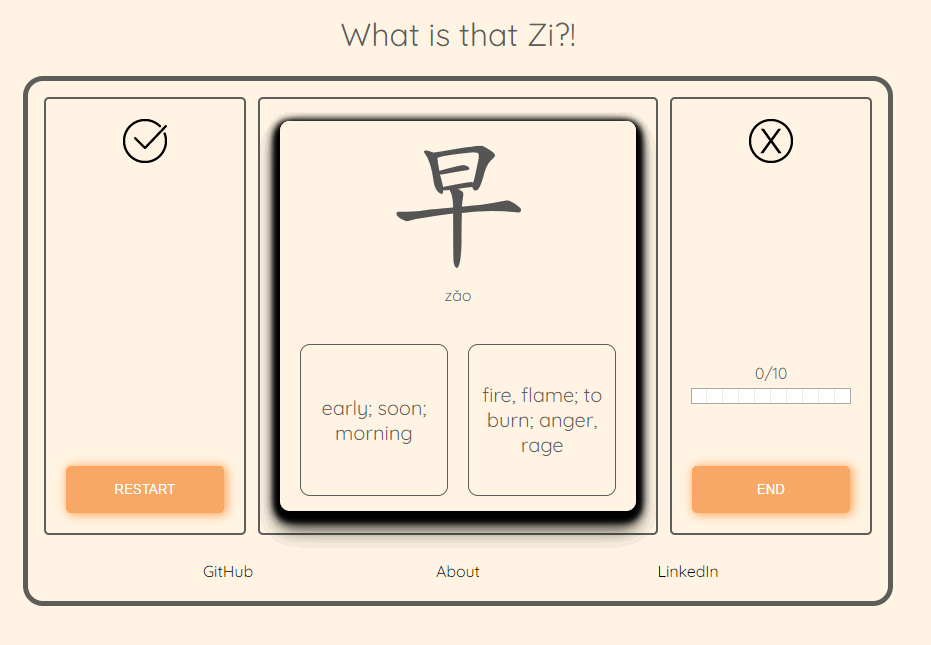 What is that Zi?!
早
zǎo
early; soon;
morning
fire, flame; to
burn; anger,
rage
X
0/10
RESTART
END
GitHub
About
LinkedIn